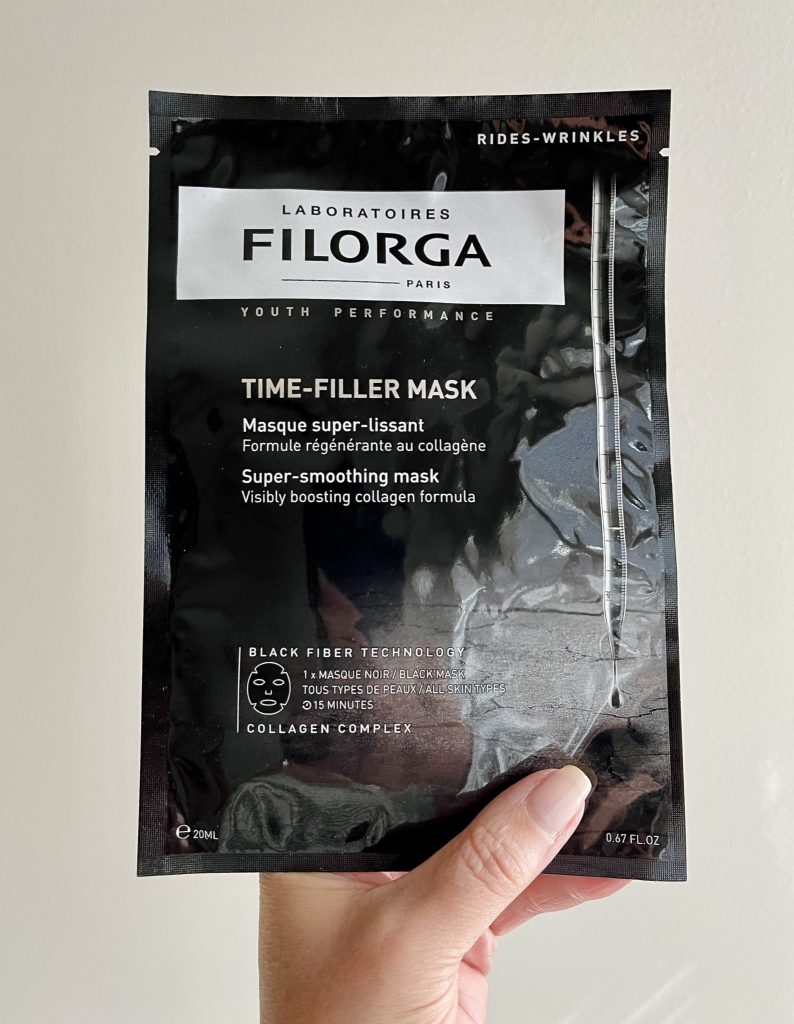 RIDES-WRINKLES
LABORATOIRES
FILORGA
PARIS
YOUTH PERFORMANCE
TIME-FILLER MASK
Masque super-lissant
Formule régénérante au collagène
Super-smoothing mask
Visibly boosting collagen formula
BLACK FIBER TECHNOLOGY
1 x MASQUE NOIR / BLACK MASK
TOUS TYPES DE PEAUX / ALL SKIN TYPES
15 MINUTES
COLLAGEN COMPLEX
℮ 20ML
0.67 FL.OZ